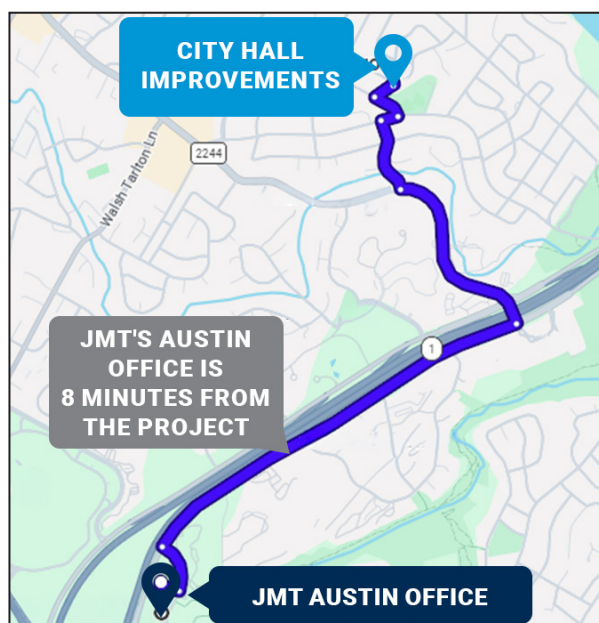 CITY HALL
IMPROVEMENTS
2244
Walsh Tarlton Ln
JMT'S AUSTIN
OFFICE IS
8 MINUTES FROM
THE PROJECT
1
JMT AUSTIN OFFICE